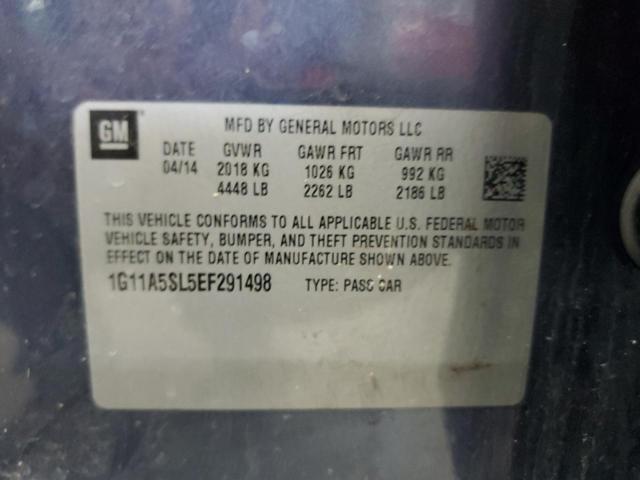 GM
MFD BY GENERAL MOTORS LLC
DATE GVWR GAWR FRT GAWR RR
04/14 2018 KG 1026 KG 992 KG
4448 LB 2262 LB 2186 LB
THIS VEHICLE CONFORMS TO ALL APPLICABLE U.S. FEDERAL MOTOR
VEHICLE SAFETY, BUMPER, AND THEFT PREVENTION STANDARDS IN
EFFECT ON THE DATE OF MANUFACTURE SHOWN ABOVE.
1G11A5SL5EF291498 TYPE: PASS CAR